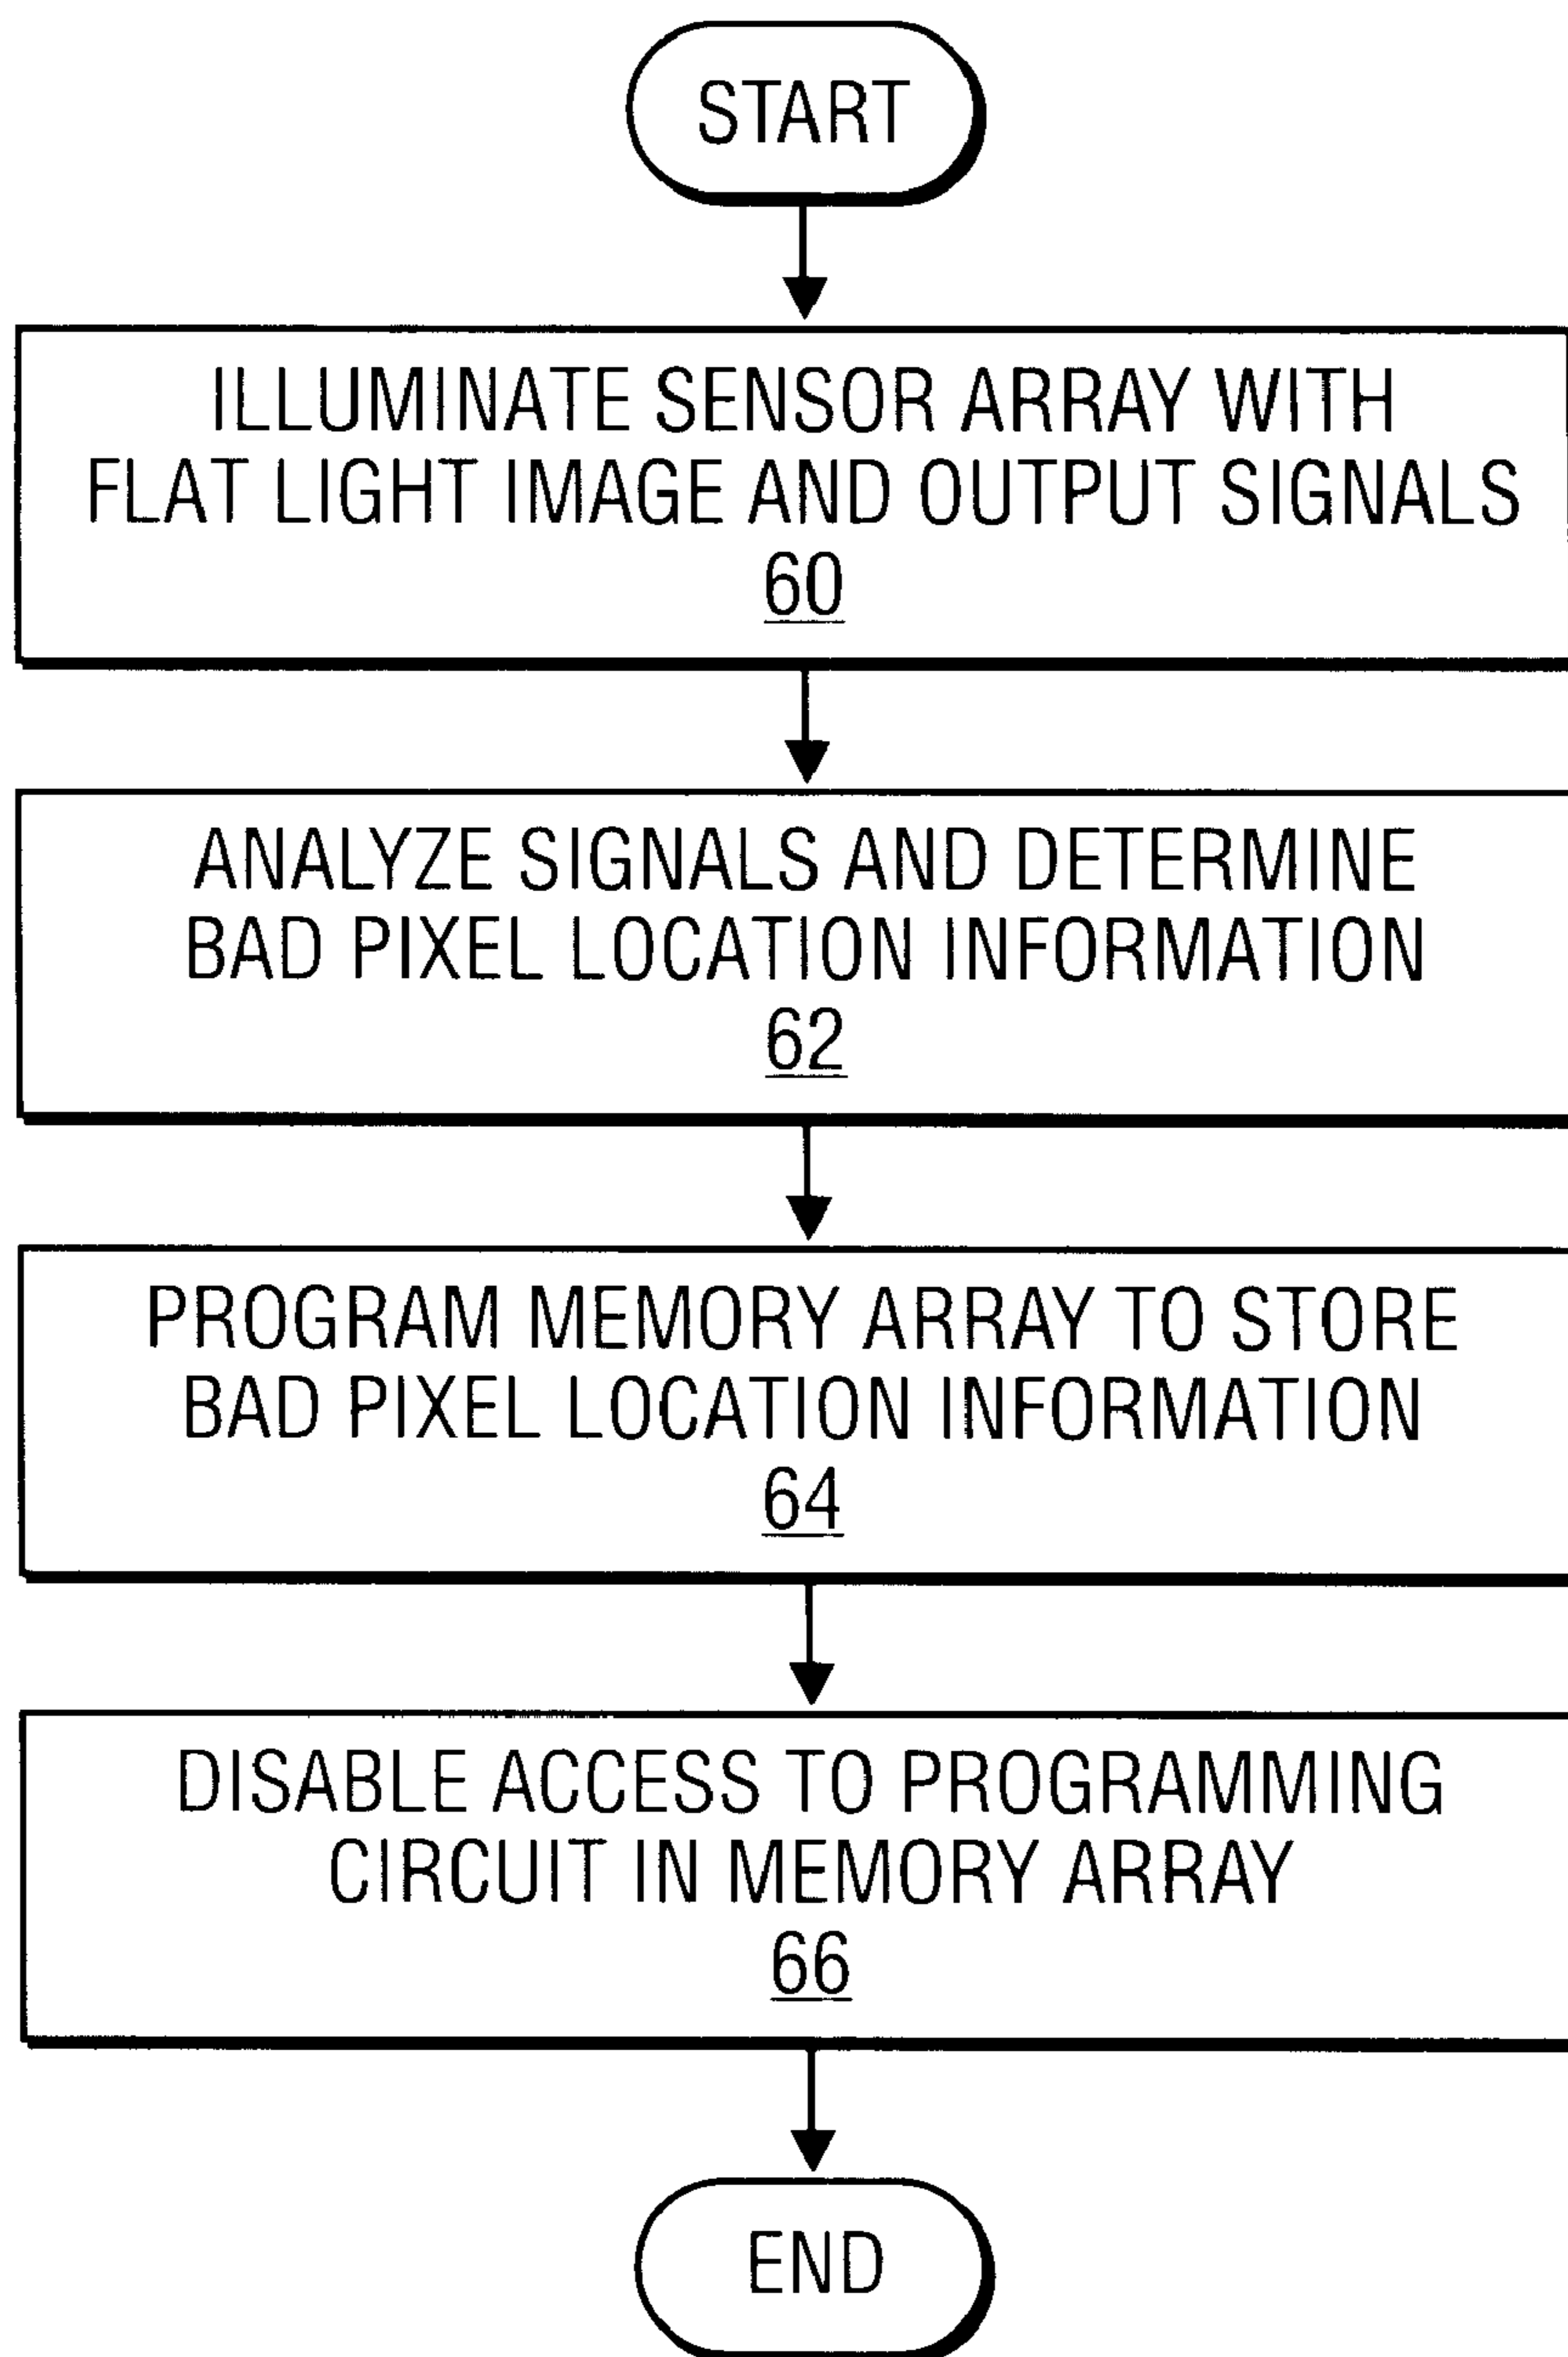 START
ILLUMINATE SENSOR ARRAY WITH
FLAT LIGHT IMAGE AND OUTPUT SIGNALS
60
ANALYZE SIGNALS AND DETERMINE
BAD PIXEL LOCATION INFORMATION
62
PROGRAM MEMORY ARRAY TO STORE
BAD PIXEL LOCATION INFORMATION
64
DISABLE ACCESS TO PROGRAMMING
CIRCUIT IN MEMORY ARRAY
66
END